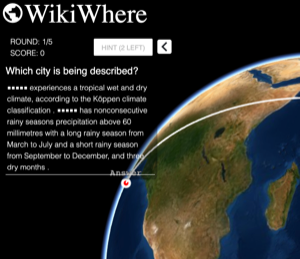 WikiWhere
ROUND: 1/5
SCORE: 0
HINT (2 LEFT)
Which city is being described?
••••• experiences a tropical wet and dry
climate, according to the Köppen climate
classification . ••••• has nonconsecutive
rainy seasons precipitation above 60
millimetres with a long rainy season from
March to July and a short rainy season
from September to December, and three
dry months .
Answer